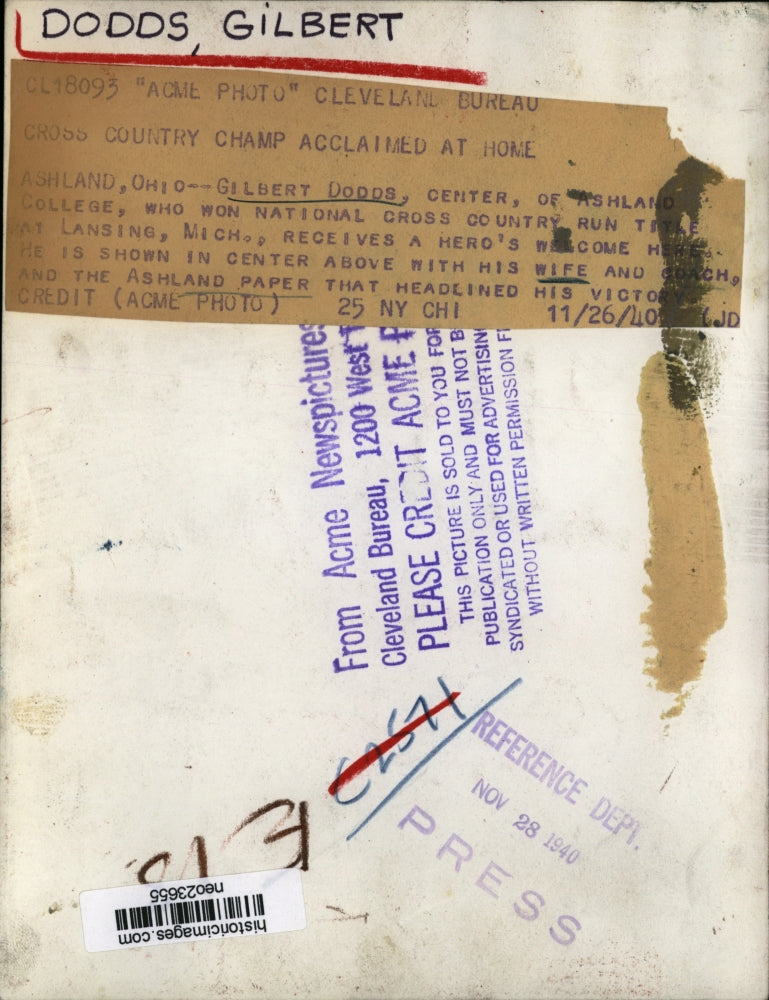 DODDS, GILBERT
CL18093 "ACME PHOTO" CLEVELAND BUREAU
CROSS COUNTRY CHAMP ACCLAIMED AT HOME
ASHLAND, OHIO--GILBERT DODDS, CENTER, OF ASHLAND
COLLEGE, WHO WON NATIONAL CROSS COUNTRY RUN TITLE
AT LANSING, MICH., RECEIVES A HERO'S WELCOME HERE.
HE IS SHOWN IN CENTER ABOVE WITH HIS WIFE AND COACH,
AND THE ASHLAND PAPER THAT HEADLINED HIS VICTORY.
CREDIT (ACME PHOTO) 25 NY CHI 11/26/40 (JD
From Acme Newspictures
Cleveland Bureau, 1200 West
PLEASE CREDIT ACME
THIS PICTURE IS SOLD TO YOU FOR
PUBLICATION ONLY AND MUST NOT B
SYNDICATED OR USED FOR ADVERTISIN
WITHOUT WRITTEN PERMISSION F
C2571
REFERENCE DEPT.
NOV 28 1940
PRESS
historicimages.com
neo23655